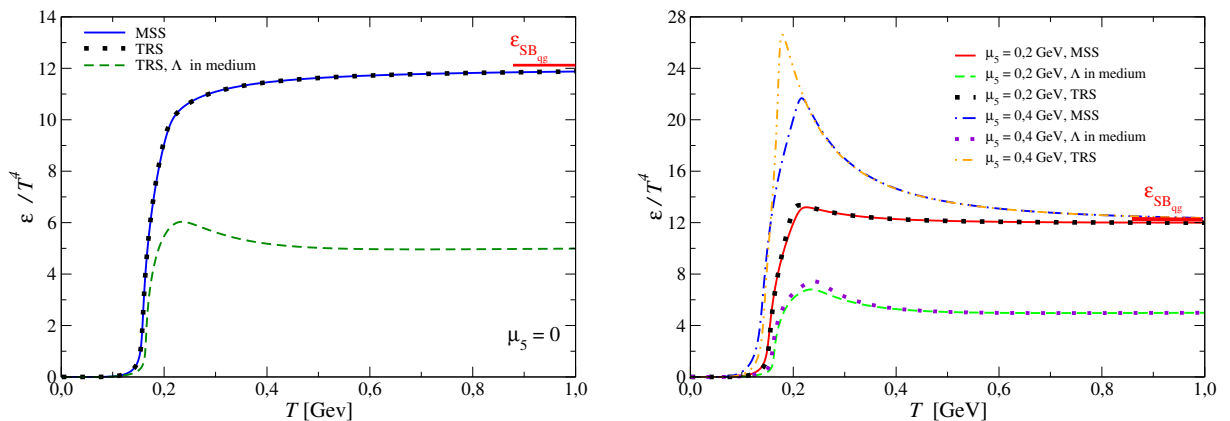 MSS
TRS
TRS, Λ in medium
ε_SB_qg
14
12
10
8
6
4
2
0
ε / T^4
μ5 = 0
0,0
0,2
0,4
0,6
0,8
1,0
T [Gev]
μ5 = 0,2 GeV, MSS
μ5 = 0,2 GeV, Λ in medium
μ5 = 0,2 GeV, TRS
μ5 = 0,4 GeV, MSS
μ5 = 0,4 GeV, Λ in medium
μ5 = 0,4 GeV, TRS
ε_SB_qg
28
24
20
16
12
8
4
0
ε/T^4
0,0
0,2
0,4
0,6
0,8
1,0
T [GeV]